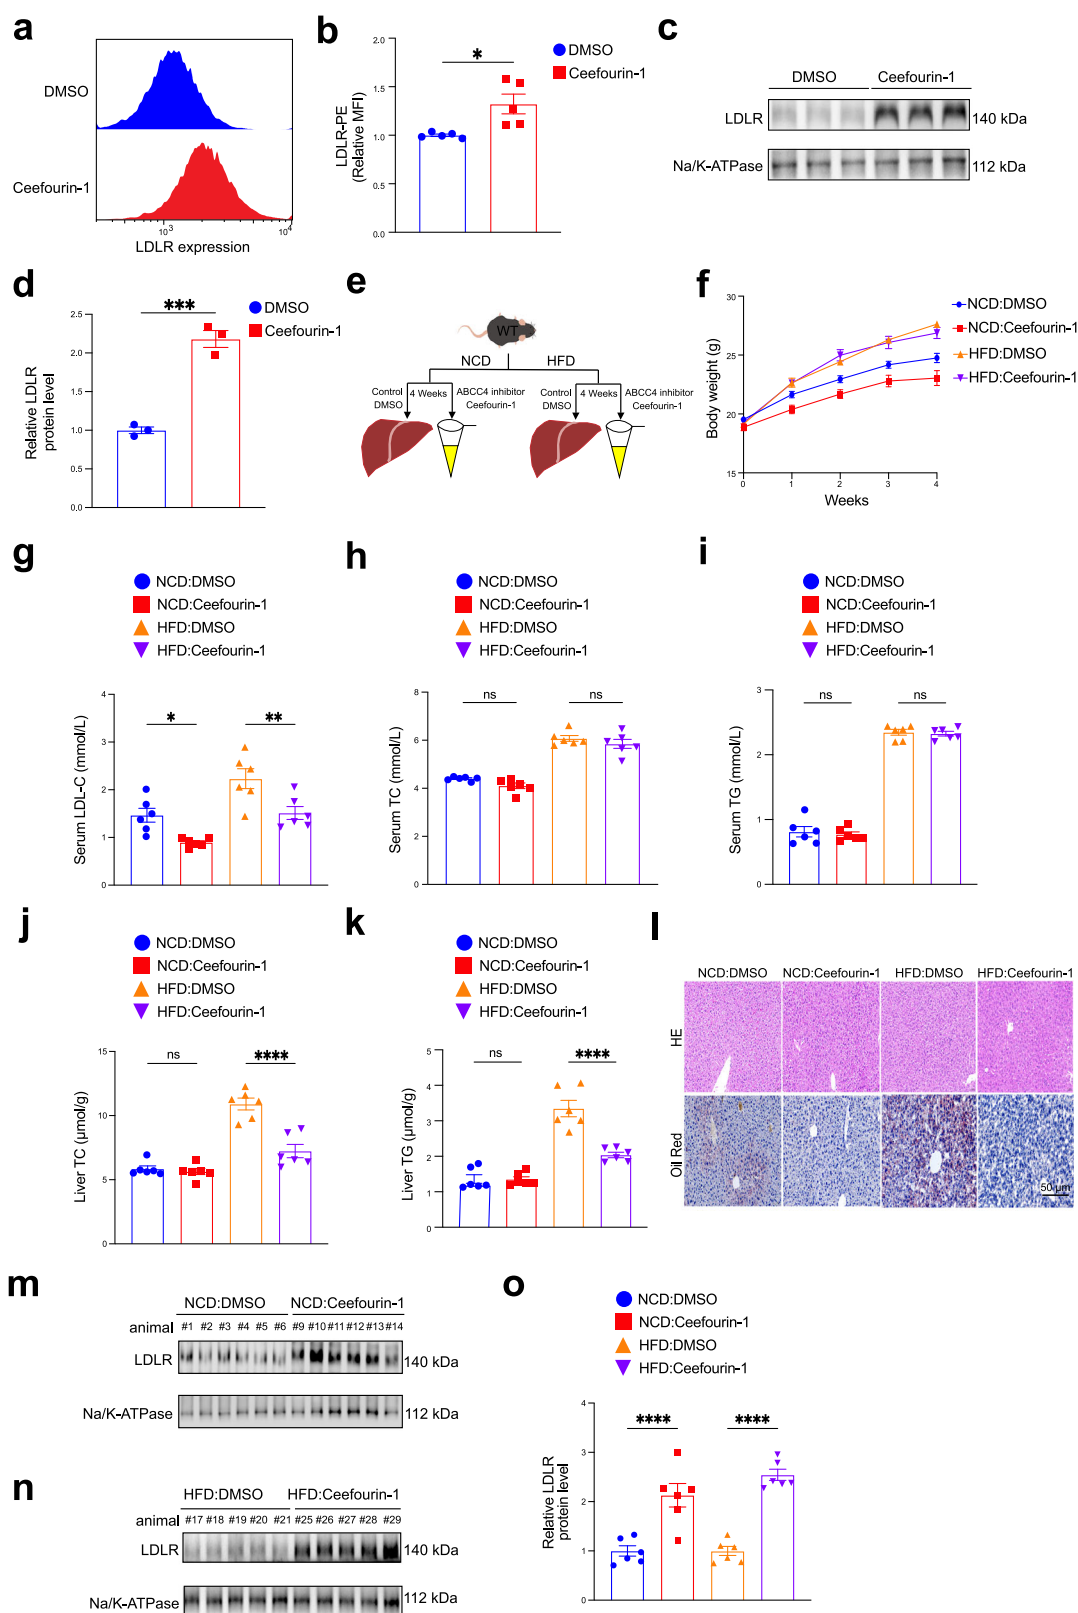 a
DMSO
Ceefourin-1
10³
10⁴
LDLR expression
b
2.0
1.5
1.0
0.5
0.0
LDLR-PE
(Relative MFI)
*
DMSO
Ceefourin-1
c
DMSO
Ceefourin-1
LDLR
140 kDa
Na/K-ATPase
112 kDa
d
2.5
2.0
1.5
1.0
0.5
0.0
Relative LDLR
protein level
***
DMSO
Ceefourin-1
e
WT
NCD
HFD
Control
DMSO
4 Weeks
ABCC4 inhibitor
Ceefourin-1
Control
DMSO
4 Weeks
ABCC4 inhibitor
Ceefourin-1
f
30
25
20
15
Body weight (g)
0
1
2
3
4
Weeks
NCD:DMSO
NCD:Ceefourin-1
HFD:DMSO
HFD:Ceefourin-1
g
NCD:DMSO
NCD:Ceefourin-1
HFD:DMSO
HFD:Ceefourin-1
4
3
2
1
0
Serum LDL-C (mmol/L)
*
**
h
NCD:DMSO
NCD:Ceefourin-1
HFD:DMSO
HFD:Ceefourin-1
8
6
4
2
0
Serum TC (mmol/L)
ns
ns
i
NCD:DMSO
NCD:Ceefourin-1
HFD:DMSO
HFD:Ceefourin-1
3
2
1
0
Serum TG (mmol/L)
ns
ns
j
NCD:DMSO
NCD:Ceefourin-1
HFD:DMSO
HFD:Ceefourin-1
15
10
5
0
Liver TC (μmol/g)
ns
****
k
NCD:DMSO
NCD:Ceefourin-1
HFD:DMSO
HFD:Ceefourin-1
5
4
3
2
1
0
Liver TG (μmol/g)
ns
****
l
NCD:DMSO
NCD:Ceefourin-1
HFD:DMSO
HFD:Ceefourin-1
HE
Oil Red
50 μm
m
NCD:DMSO
NCD:Ceefourin-1
animal #1 #2 #3 #4 #5 #6 #9 #10 #11 #12 #13 #14
LDLR
140 kDa
Na/K-ATPase
112 kDa
n
HFD:DMSO
HFD:Ceefourin-1
animal #17 #18 #19 #20 #21 #25 #26 #27 #28 #29
LDLR
140 kDa
Na/K-ATPase
112 kDa
o
NCD:DMSO
NCD:Ceefourin-1
HFD:DMSO
HFD:Ceefourin-1
4
3
2
1
0
Relative LDLR
protein level
****
****